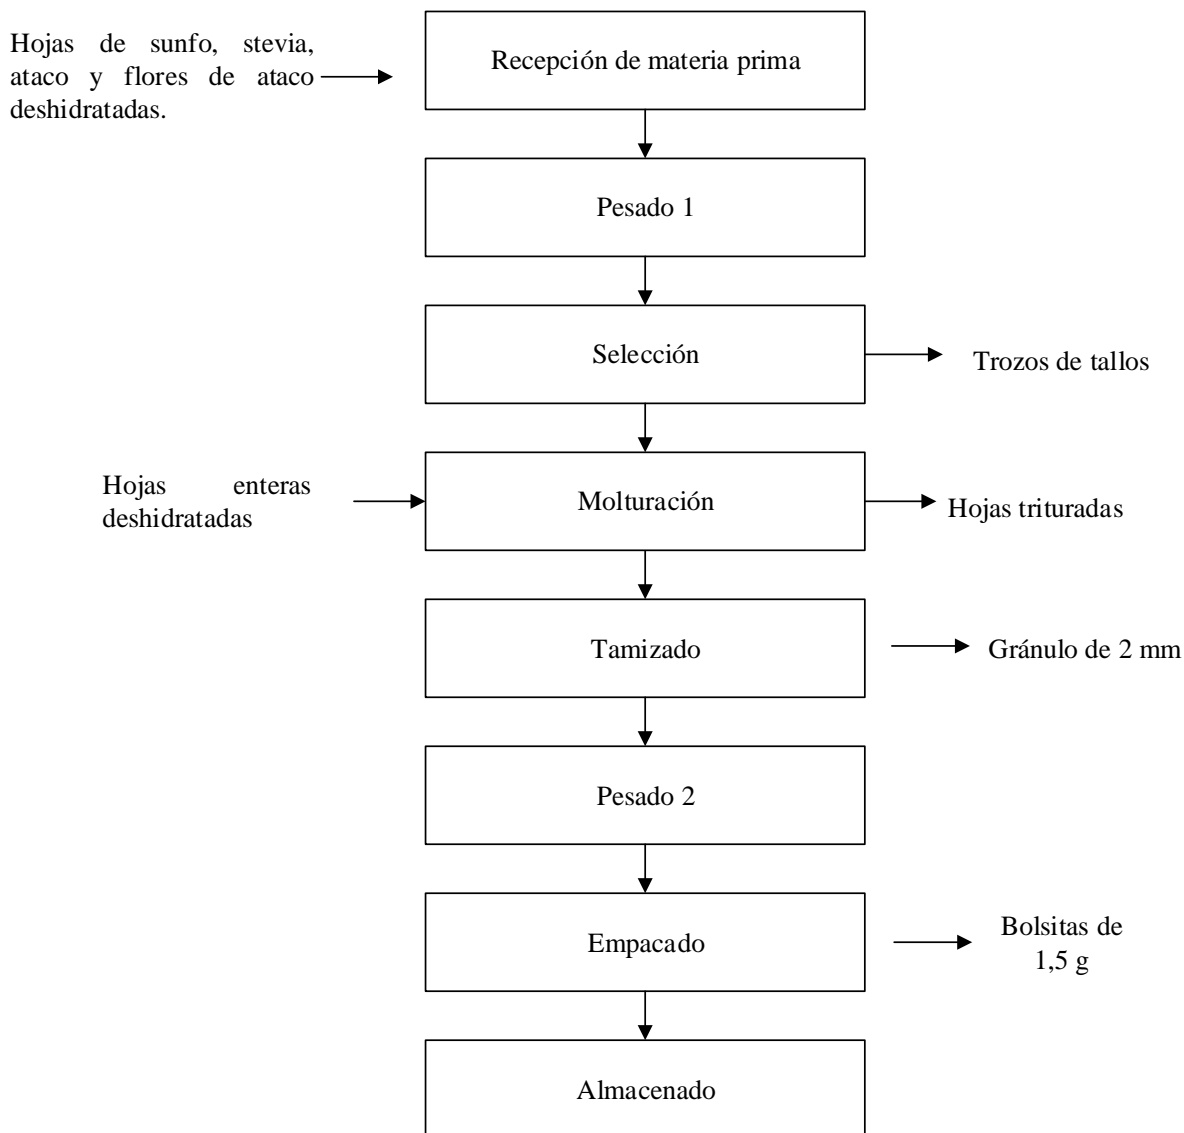 Hojas de sunfo, stevia,
ataco y flores de ataco
deshidratadas.
Recepción de materia prima
Pesado 1
Selección
Trozos de tallos
Hojas enteras
deshidratadas
Molturación
Hojas trituradas
Tamizado
Gránulo de 2 mm
Pesado 2
Empacado
Bolsitas de
1,5 g
Almacenado